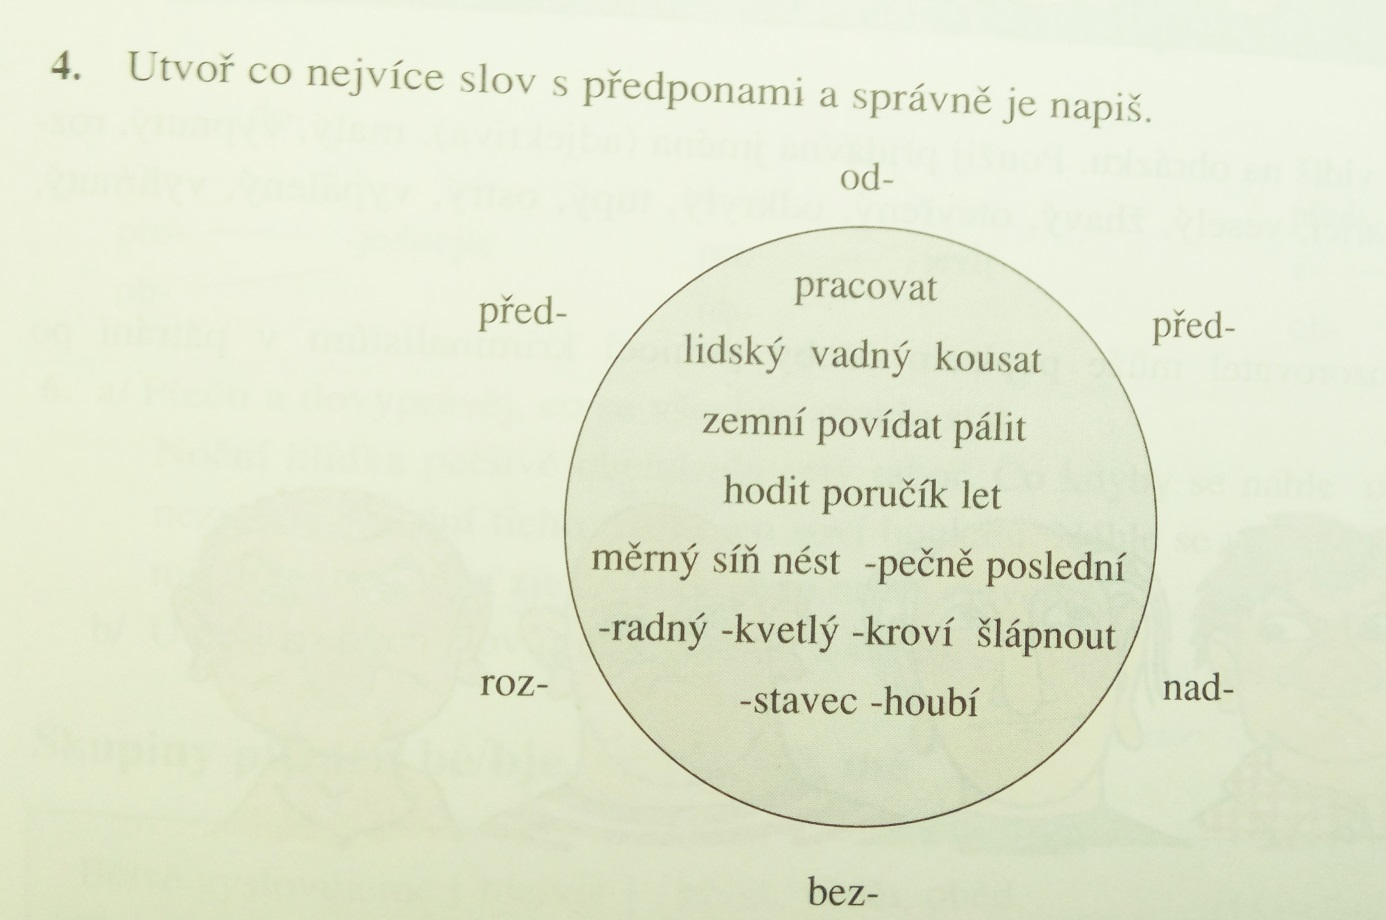 4. Utvoř co nejvíce slov s předponami a správně je napiš.
od-
před-
před-
pracovat
lidský vadný kousat
zemní povídat pálit
hodit poručík let
měrný síň nést -pečně poslední
-radný -kvetlý -kroví šlápnout
roz-
nad-
-stavec -houbí
bez-